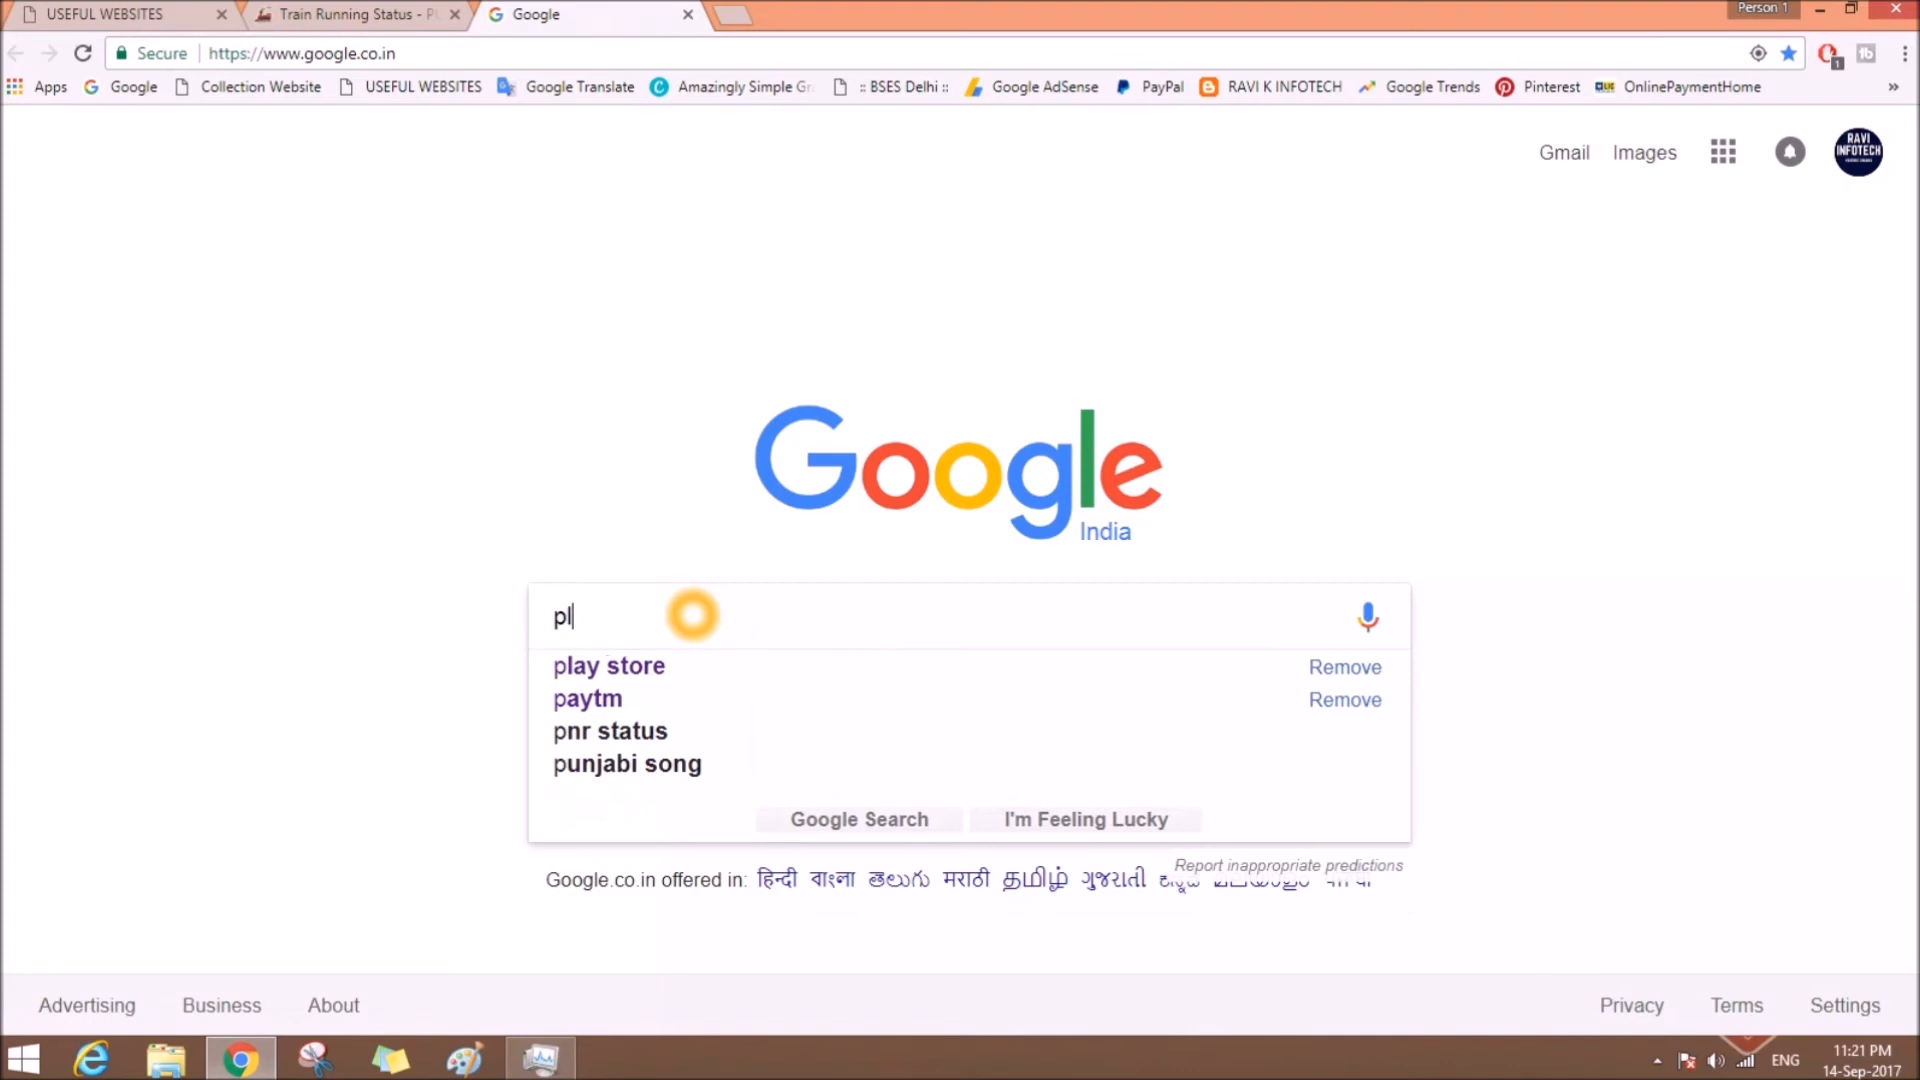 USEFUL WEBSITES
Train Running Status - P
Google
Person 1
Secure https://www.google.co.in
1
Apps Google Collection Website USEFUL WEBSITES Google Translate Amazingly Simple Gr :: BSES Delhi :: Google AdSense PayPal RAVI K INFOTECH Google Trends Pinterest OnlinePaymentHome »
Gmail Images
RAVI
INFOTECH
Google
India
pl
play store Remove
paytm Remove
pnr status
punjabi song
Google Search I'm Feeling Lucky
Report inappropriate predictions
Google.co.in offered in: हिन्दी বাংলা తెలుగు मराठी தமிழ் ગુજરાતી
Advertising Business About Privacy Terms Settings
ENG
11:21 PM
14-Sep-2017